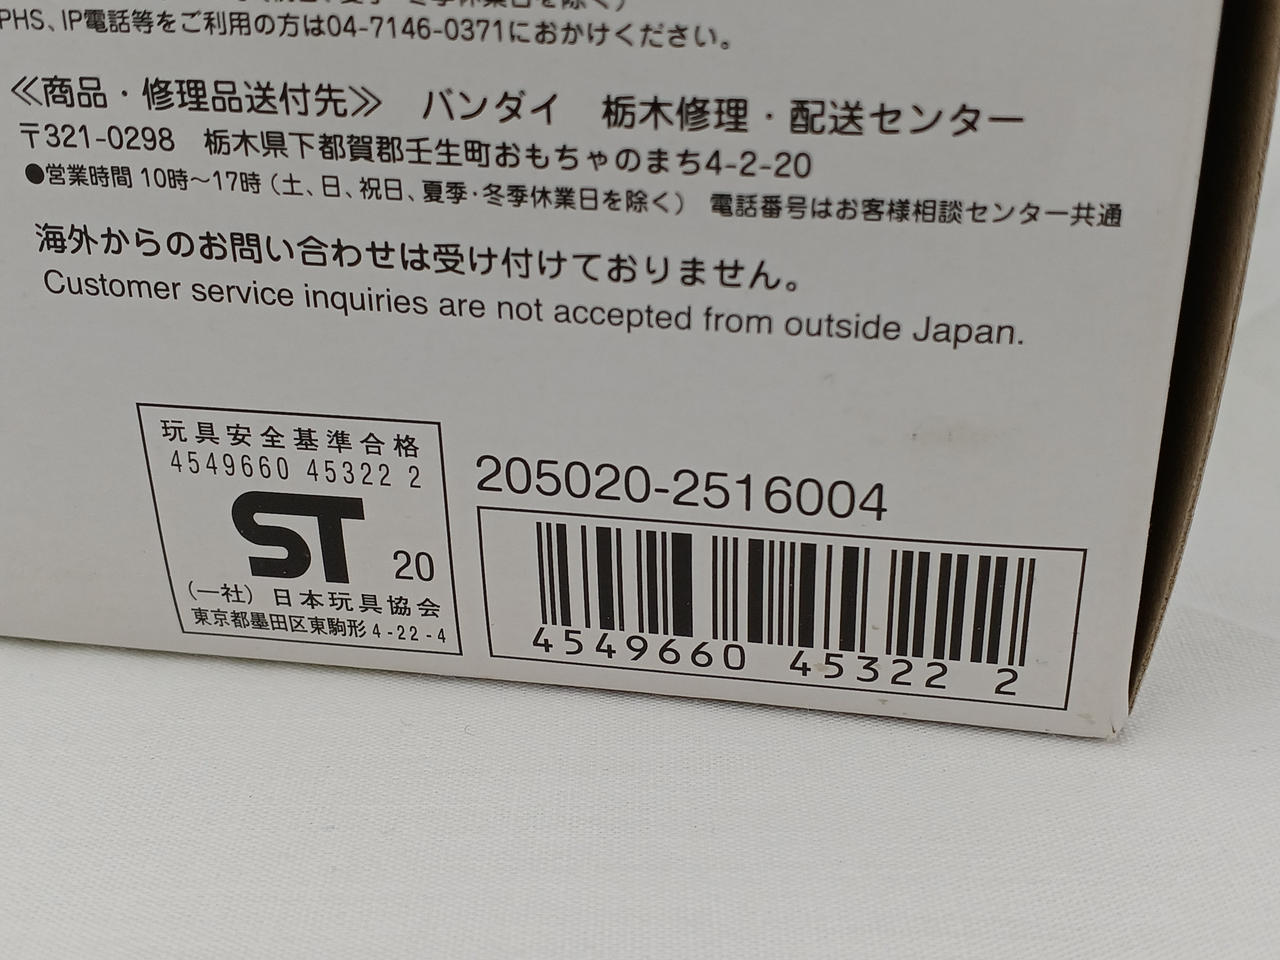 PHS、IP電話等をご利用の方は04-7146-0371におかけください。
≪商品・修理品送付先≫ バンダイ 栃木修理・配送センター
〒321-0298 栃木県下都賀郡壬生町おもちゃのまち4-2-20
●営業時間 10時〜17時(土、日、祝日、夏季・冬季休業日を除く) 電話番号はお客様相談センター共通
海外からのお問い合わせは受け付けておりません。
Customer service inquiries are not accepted from outside Japan.
玩具安全基準合格
4549660 45322 2
ST 20
(一社)日本玩具協会
東京都墨田区東駒形4-22-4
205020-2516004
4549660 45322 2